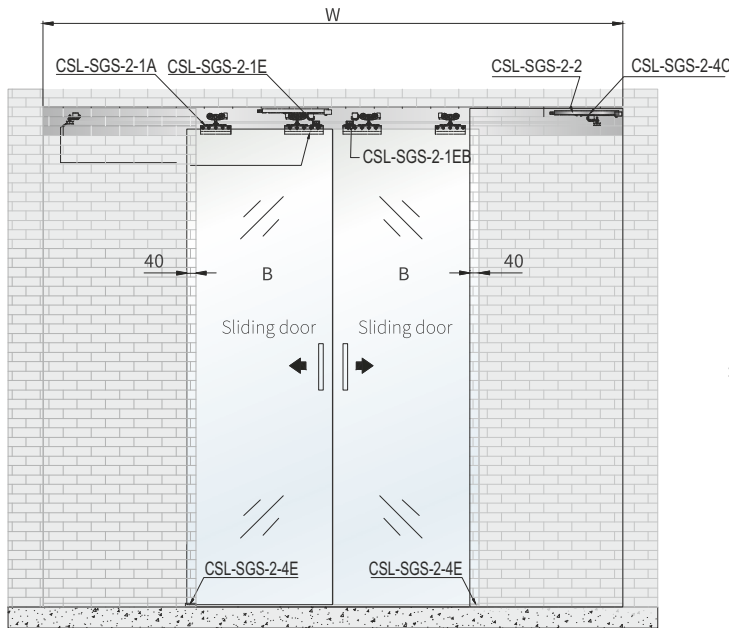 W
CSL-SGS-2-1A CSL-SGS-2-1E CSL-SGS-2-2 CSL-SGS-2-4C
CSL-SGS-2-1EB
40 40
B B
Sliding door Sliding door
CSL-SGS-2-4E CSL-SGS-2-4E